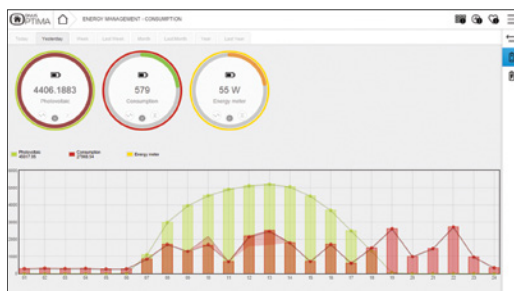 OPTIMA
ENERGY MANAGEMENT - CONSUMPTION
Today Yesterday Week Last Week Month Last Month Year Last Year
4406.1883 579 55 W
Photovoltaic Consumption Energy meter
Photovoltaic Consumption Energy meter
01 02 03 04 05 06 07 08 09 10 11 12 13 14 15 16 17 18 19 20 21 22 23 24